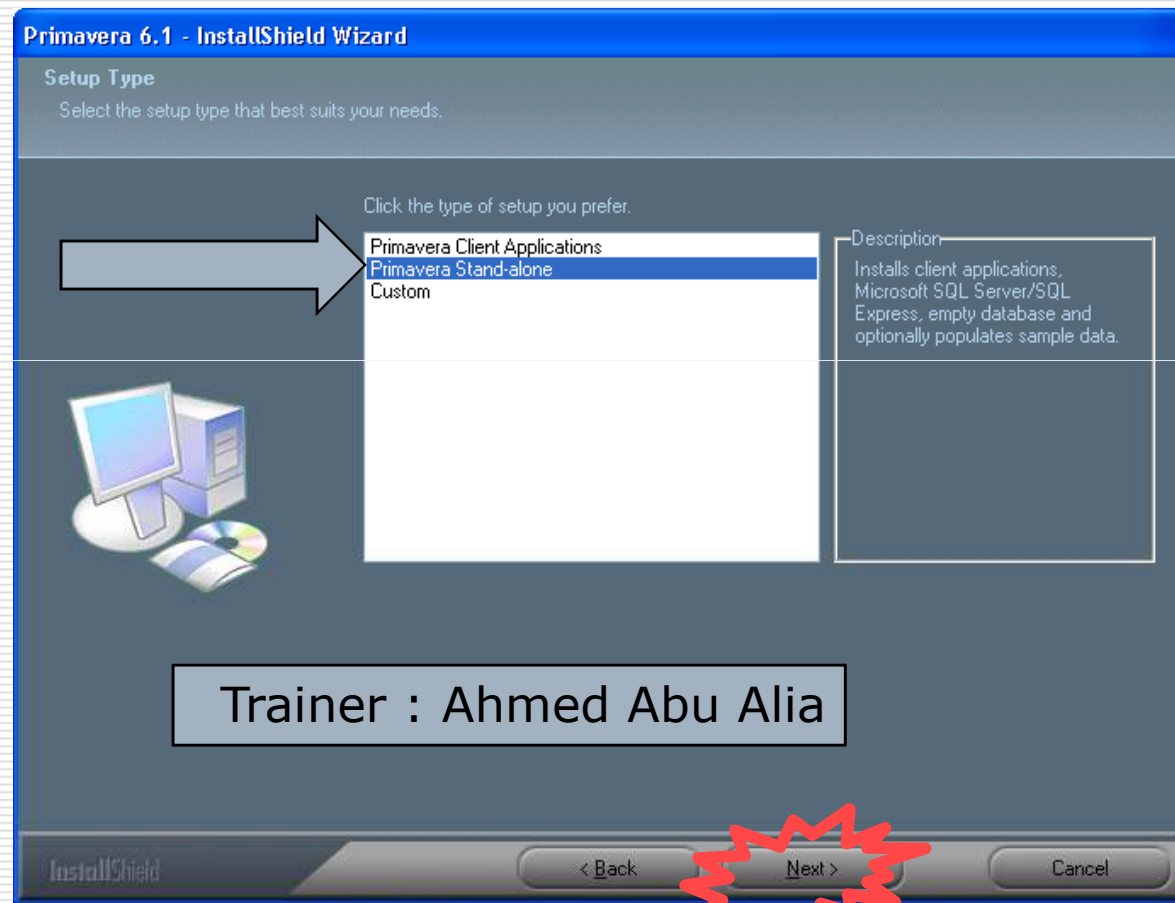 Primavera 6.1 - InstallShield Wizard
Setup Type
Select the setup type that best suits your needs.
Click the type of setup you prefer.
Primavera Client Applications
Primavera Stand-alone
Custom
Description
Installs client applications,
Microsoft SQL Server/SQL
Express, empty database and
optionally populates sample data.
Trainer : Ahmed Abu Alia
InstallShield
< Back
Next >
Cancel